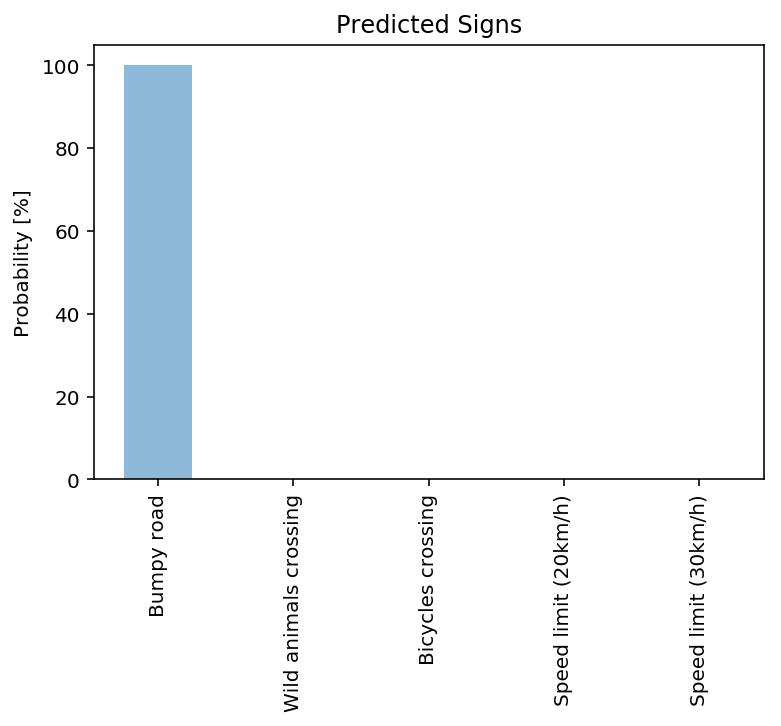 Predicted Signs
Probability [%]
100
80
60
40
20
0
Bumpy road
Wild animals crossing
Bicycles crossing
Speed limit (20km/h)
Speed limit (30km/h)